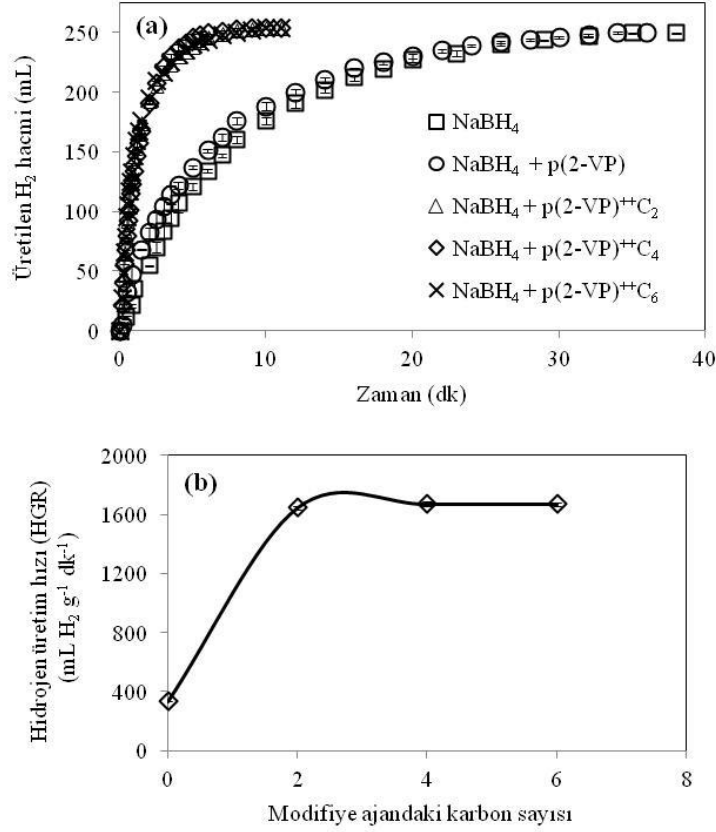 (a)
Üretilen H₂ hacmi (mL)
300
250
200
150
100
50
0
NaBH₄
NaBH₄ + p(2-VP)
NaBH₄ + p(2-VP)⁺⁺C₂
NaBH₄ + p(2-VP)⁺⁺C₄
NaBH₄ + p(2-VP)⁺⁺C₆
0 10 20 30 40
Zaman (dk)
(b)
Hidrojen üretim hızı (HGR)
(mL H₂ g⁻¹ dk⁻¹)
2000
1600
1200
800
400
0
0 2 4 6 8
Modifiye ajandaki karbon sayısı